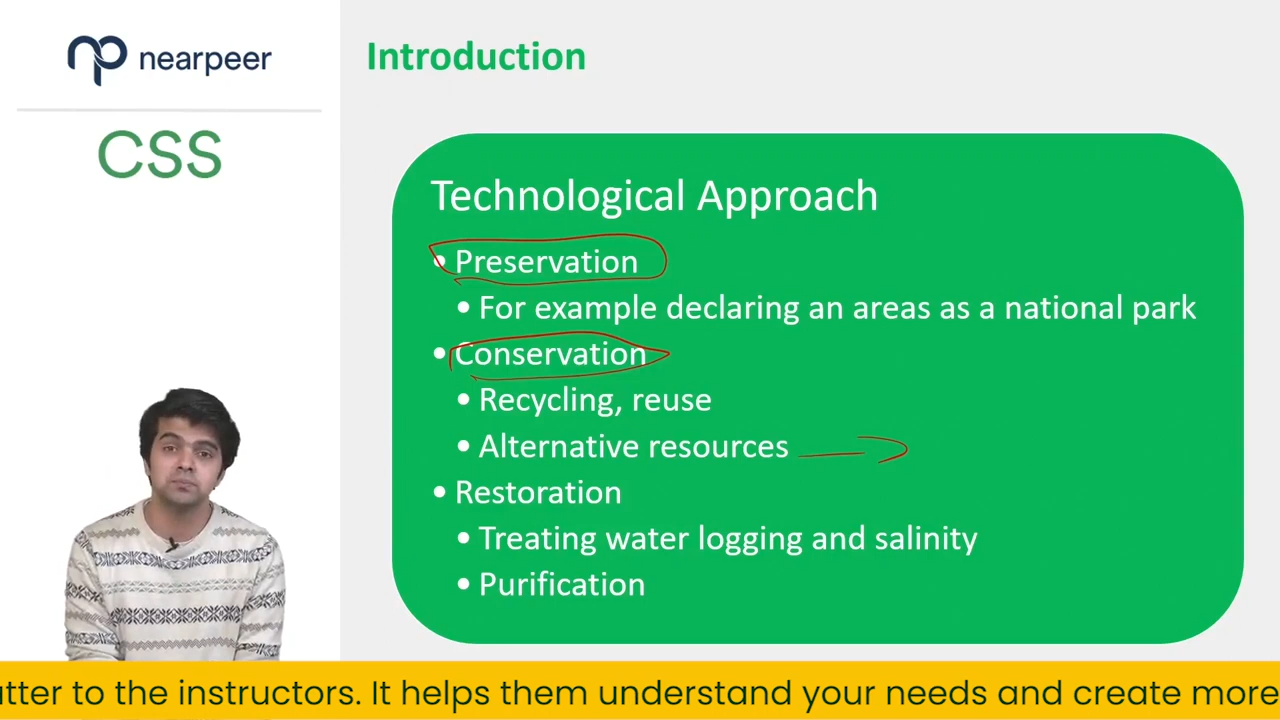 nearpeer
CSS
Introduction
Technological Approach
• Preservation
• For example declaring an areas as a national park
• Conservation
• Recycling, reuse
• Alternative resources
• Restoration
• Treating water logging and salinity
• Purification
to the instructors. It helps them understand your needs and create more